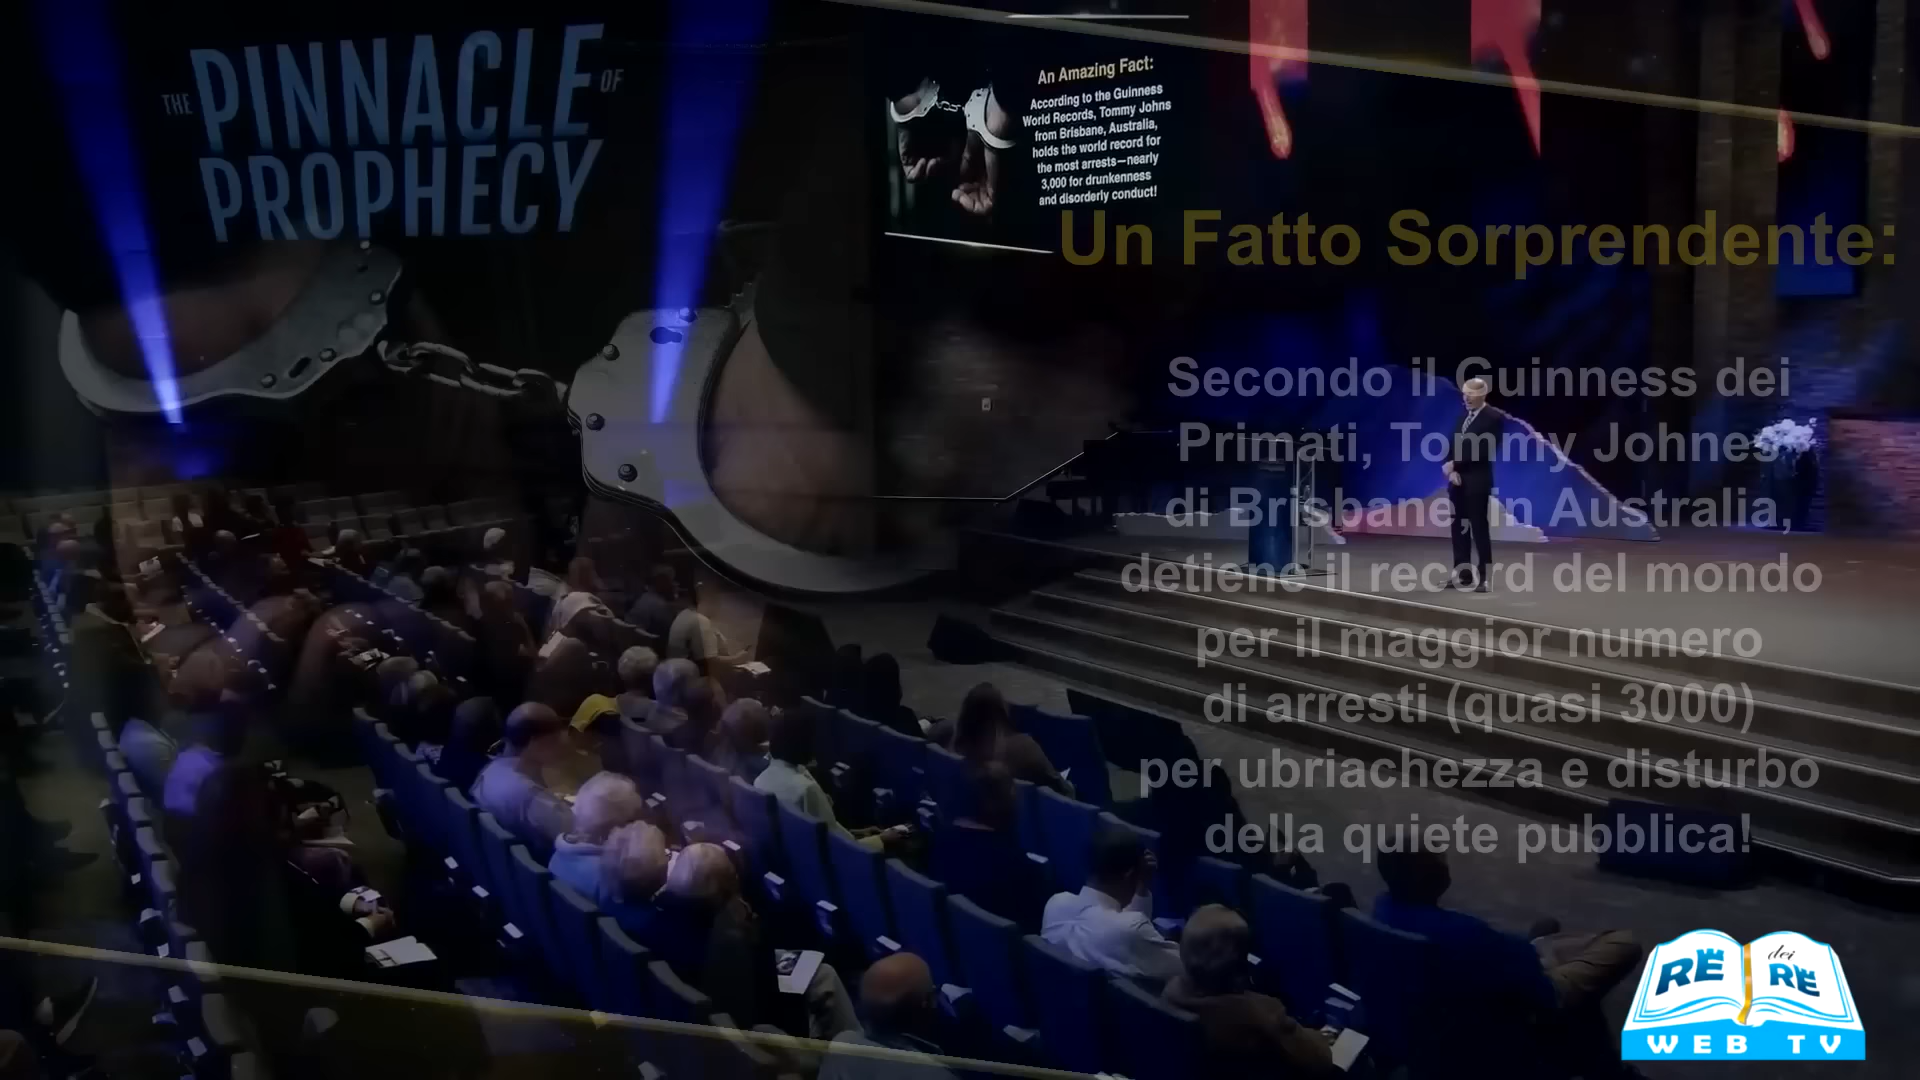 THE PINNACLE OF
PROPHECY
An Amazing Fact:
According to the Guinness
World Records, Tommy Johns
from Brisbane, Australia,
holds the world record for
the most arrests—nearly
3,000 for drunkenness
and disorderly conduct!
Un Fatto Sorprendente:
Secondo il Guinness dei
Primati, Tommy Johnes
di Brisbane, in Australia,
detiene il record del mondo
per il maggior numero
di arresti (quasi 3000)
per ubriachezza e disturbo
della quiete pubblica!
RE dei RE
WEB TV